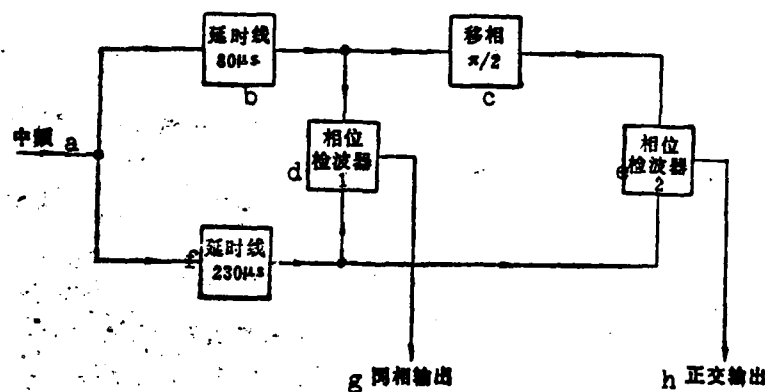 延时线
80μs
b
移相
π/2
c
中频 a
相位
检波器
1
d
相位
检波器
2
e
延时线
230μs
f
g 同相输出
h 正交输出